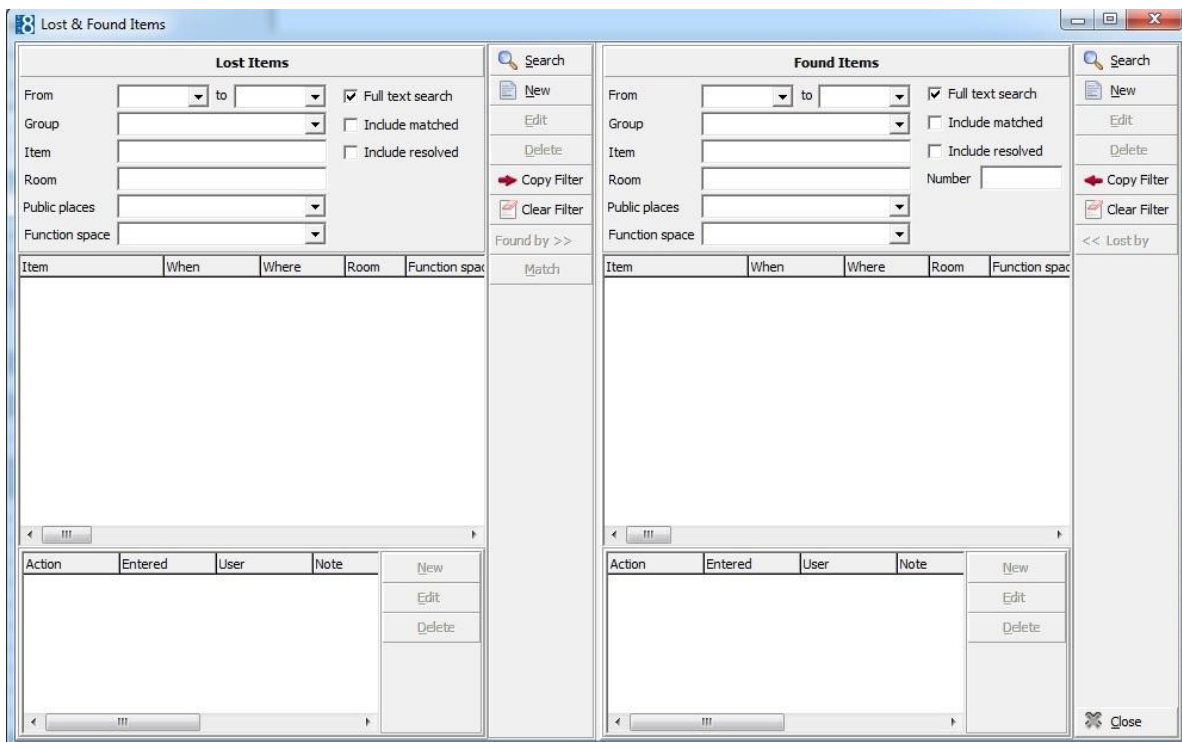 8 Lost & Found Items
Lost Items
From to Full text search
Group Include matched
Item Include resolved
Room
Public places
Function space
Search
New
Edit
Delete
Copy Filter
Clear Filter
Found by >>
Match
Item When Where Room Function spac
Action Entered User Note
New
Edit
Delete
Found Items
From to Full text search
Group Include matched
Item Include resolved
Room Number
Public places
Function space
Search
New
Edit
Delete
Copy Filter
Clear Filter
<< Lost by
Item When Where Room Function spac
Action Entered User Note
New
Edit
Delete
Close